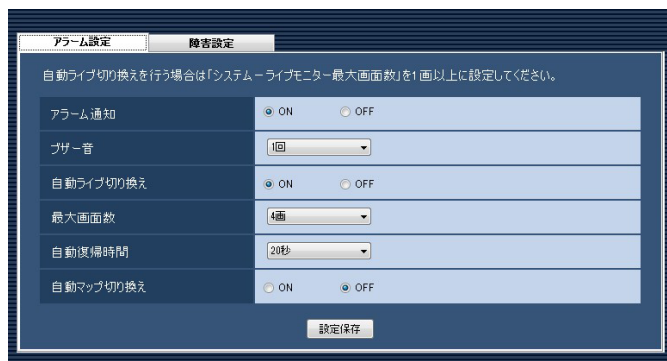 アラーム設定 障害設定
自動ライブ切り換えを行う場合は「システム－ライブモニター最大画面数」を1画以上に設定してください。
アラーム通知 ON OFF
ブザー音 1回
自動ライブ切り換え ON OFF
最大画面数 4画
自動復帰時間 20秒
自動マップ切り換え ON OFF
設定保存